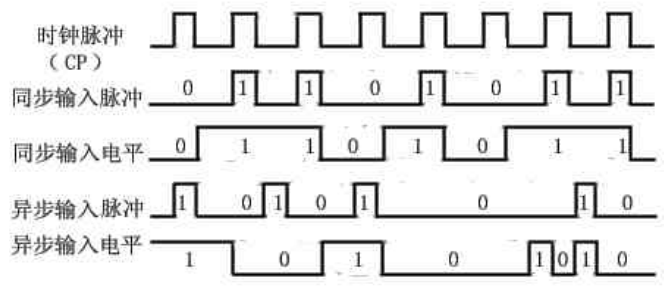 时钟脉冲
(CP)
同步输入脉冲 0 1 1 0 1 0 1 1
同步输入电平 0 1 1 0 1 0 1 1
异步输入脉冲 1 0 1 0 1 0 1 0
异步输入电平 1 0 1 0 1 0 1 0